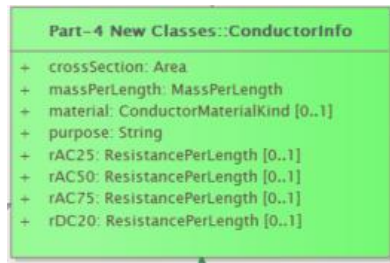 Part-4 New Classes::ConductorInfo
+ crossSection: Area
+ massPerLength: MassPerLength
+ material: ConductorMaterialKind [0..1]
+ purpose: String
+ rAC25: ResistancePerLength [0..1]
+ rAC50: ResistancePerLength [0..1]
+ rAC75: ResistancePerLength [0..1]
+ rDC20: ResistancePerLength [0..1]